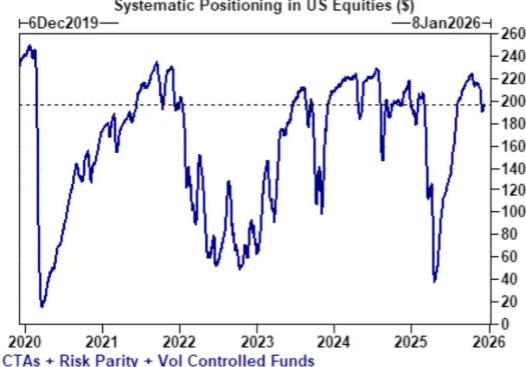 Systematic Positioning in US Equities ($)
6Dec2019
8Jan2026
260
240
220
200
180
160
140
120
100
80
60
40
20
0
2020 2021 2022 2023 2024 2025 2026
CTAs + Risk Parity + Vol Controlled Funds